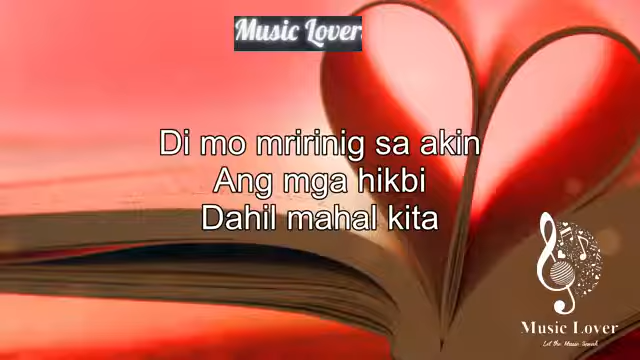 Music Lover
Di mo mririnig sa akin
Ang mga hikbi
Dahil mahal kita
Music Lover